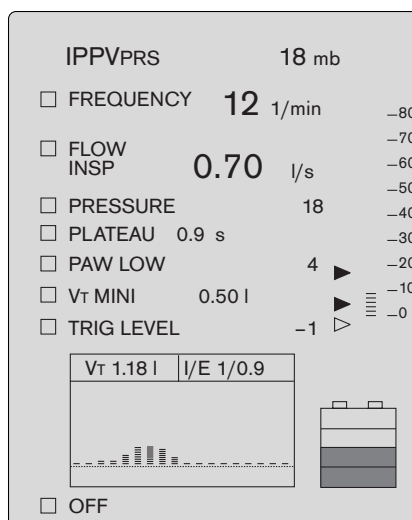 IPPVPRS 18 mb
FREQUENCY 12 1/min
FLOW
INSP 0.70 l/s
PRESSURE 18
PLATEAU 0.9 s
PAW LOW 4
VT MINI 0.50 l
TRIG LEVEL –1
–80
–70
–60
–50
–40
–30
–20
–10
–0
VT 1.18 l I/E 1/0.9
OFF